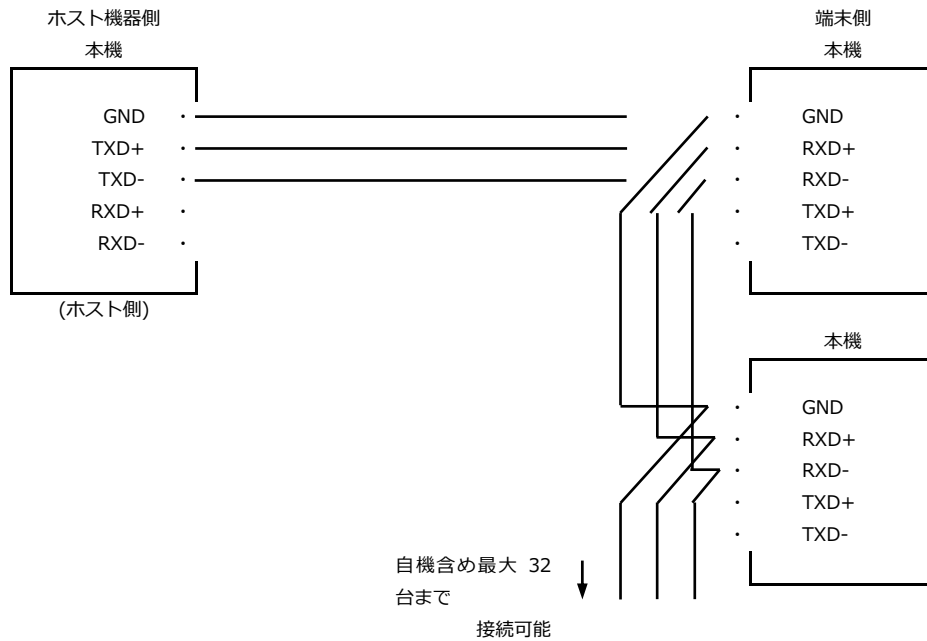 ホスト機器側
本機
GND
TXD+
TXD-
RXD+
RXD-
(ホスト側)
端末側
本機
GND
RXD+
RXD-
TXD+
TXD-
本機
GND
RXD+
RXD-
TXD+
TXD-
自機含め最大 32
台まで
接続可能